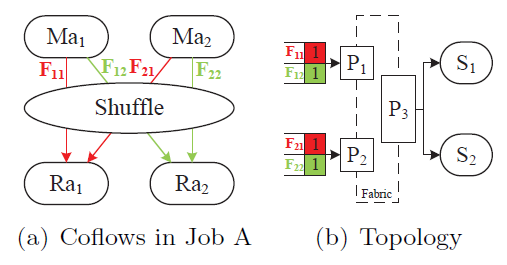 Ma1 Ma2
F11 F12 F21 F22
Shuffle
Ra1 Ra2
(a) Coflows in Job A
F11 1
F12 1
P1
S1
P3
F21 1
F22 1
P2
S2
Fabric
(b) Topology